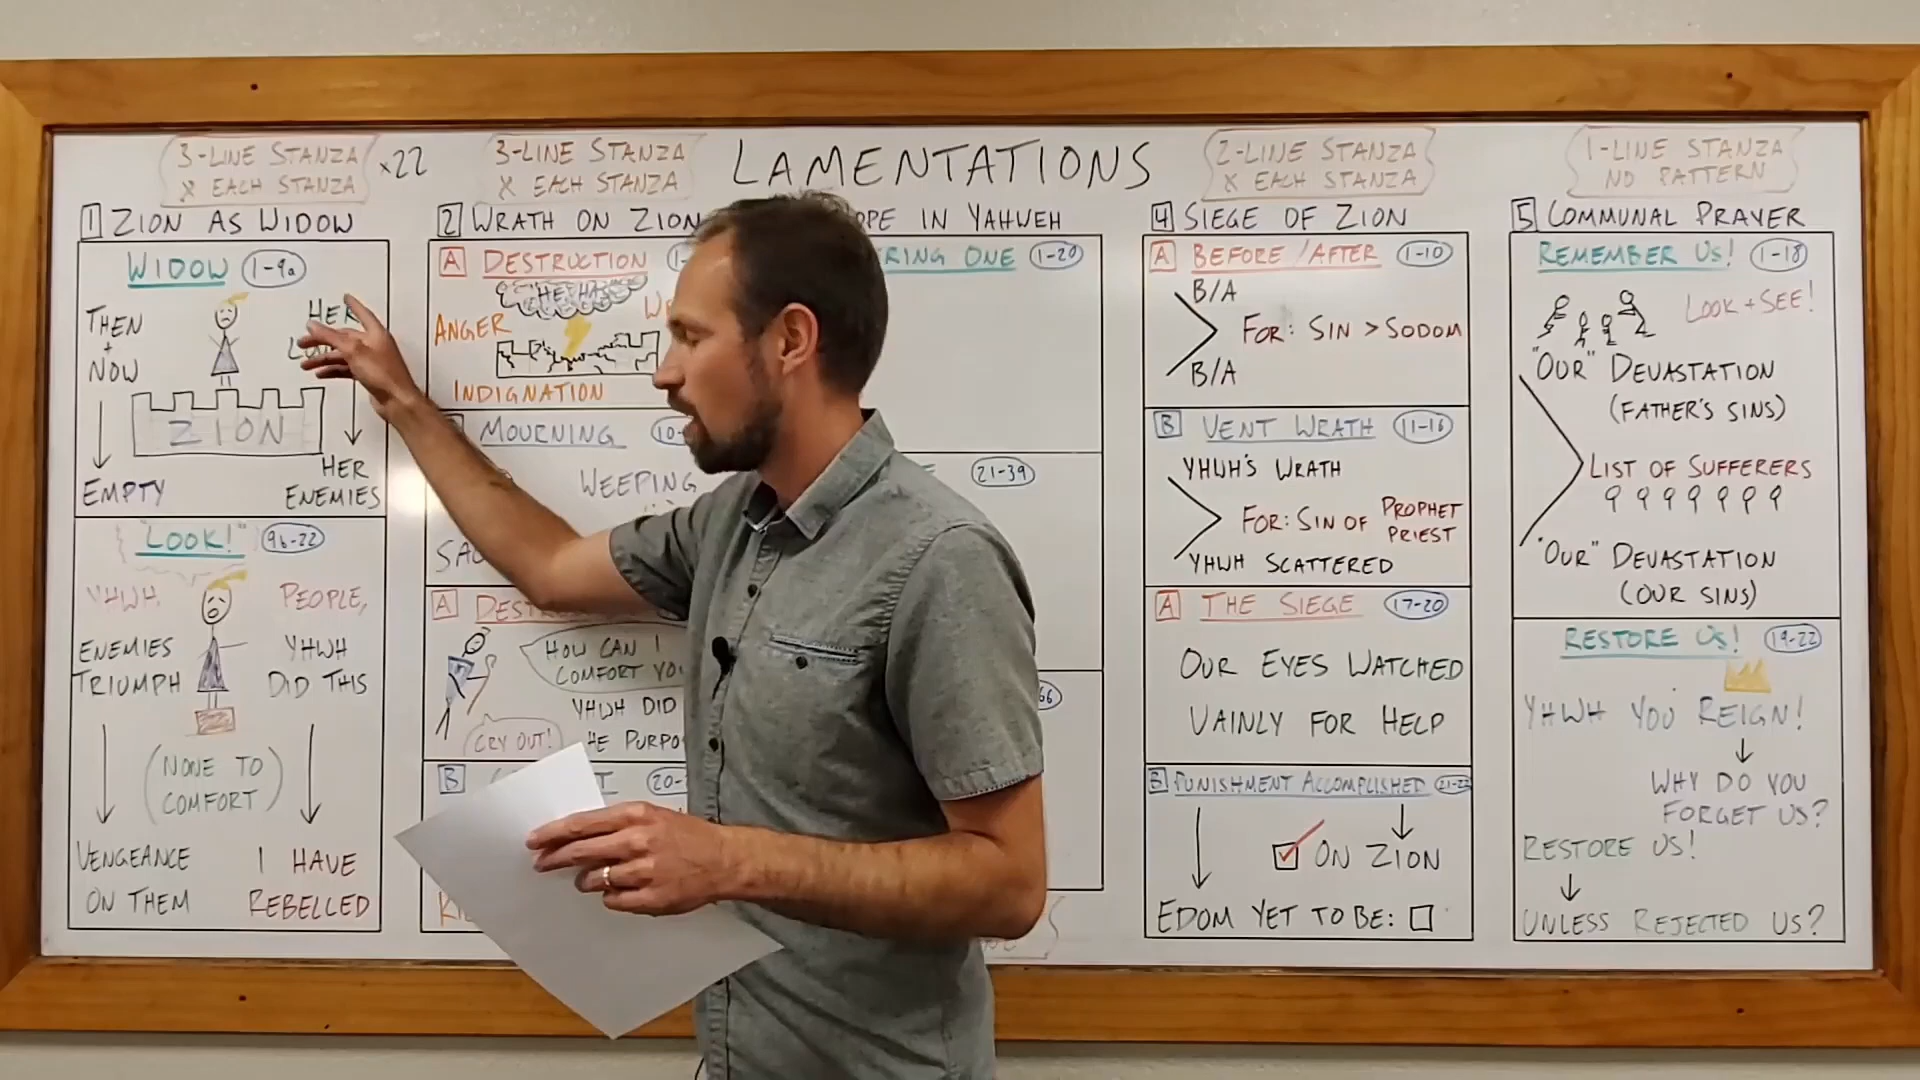 LAMENTATIONS
3-LINE STANZA
א EACH STANZA
×22
1 ZION AS WIDOW
WIDOW 1-9a
THEN
+
NOW
HER
EMPTY
ZION
HER
ENEMIES
"LOOK!" 9b-22
YHWH,
ENEMIES
TRIUMPH
PEOPLE,
YHWH
DID THIS
(NONE TO
COMFORT)
VENGEANCE
ON THEM
I HAVE
REBELLED
3-LINE STANZA
א EACH STANZA
2 WRATH ON ZION
A DESTRUCTION
ANGER
INDIGNATION
MOURNING
WEEPING
A
HOW CAN I
COMFORT
YHWH DID
CRY OUT!
B
IN YAHWEH
ONE 1-20
21-39
2-LINE STANZA
א EACH STANZA
4 SIEGE OF ZION
A BEFORE/AFTER 1-10
B/A
FOR: SIN > SODOM
B/A
B VENT WRATH 11-16
YHWH'S WRATH
FOR: SIN OF PROPHET
PRIEST
YHWH SCATTERED
A THE SIEGE 17-20
OUR EYES WATCHED
VAINLY FOR HELP
B PUNISHMENT ACCOMPLISHED 21-22
ON ZION
EDOM YET TO BE:
1-LINE STANZA
NO PATTERN
5 COMMUNAL PRAYER
REMEMBER US! 1-18
LOOK + SEE!
"OUR" DEVASTATION
(FATHER'S SINS)
LIST OF SUFFERERS
"OUR" DEVASTATION
(OUR SINS)
RESTORE US! 19-22
YHWH YOU REIGN!
WHY DO YOU
FORGET US?
RESTORE US!
UNLESS REJECTED US?